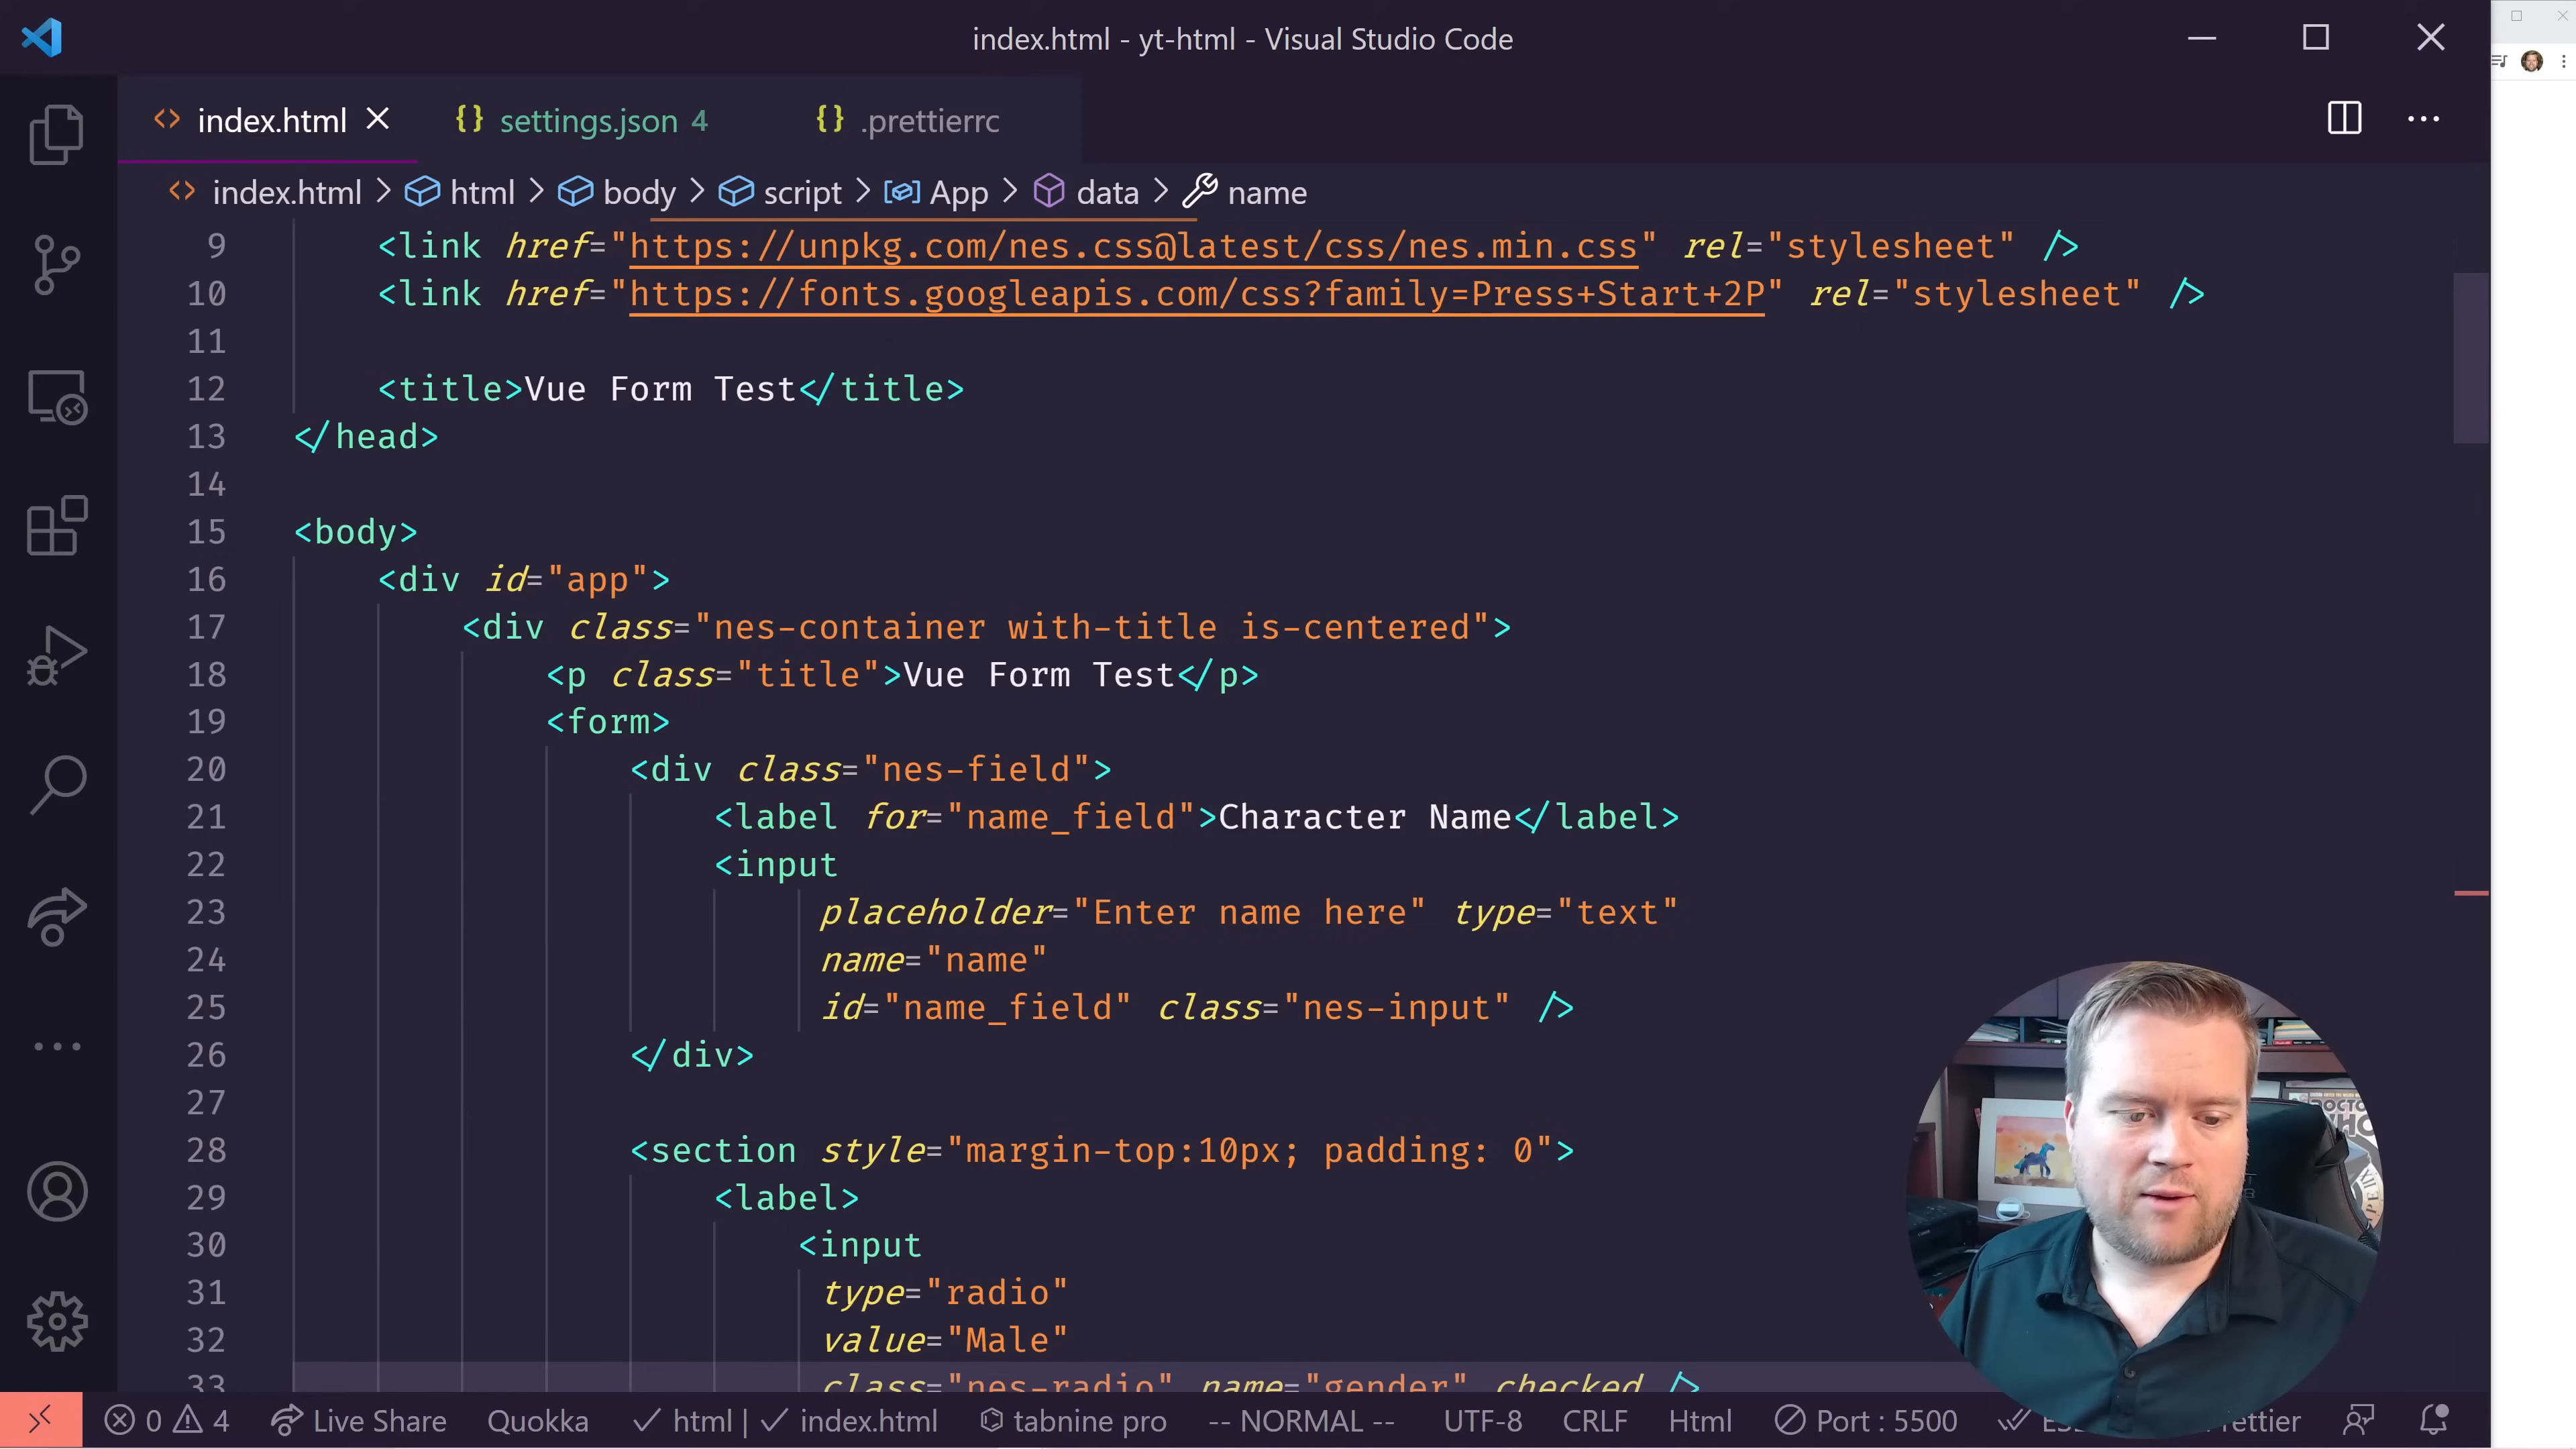 index.html - yt-html - Visual Studio Code
index.html
settings.json 4
.prettierrc
index.html > html > body > script > App > data > name
9 <link href="https://unpkg.com/nes.css@latest/css/nes.min.css" rel="stylesheet" />
10 <link href="https://fonts.googleapis.com/css?family=Press+Start+2P" rel="stylesheet" />
11
12 <title>Vue Form Test</title>
13 </head>
14
15 <body>
16 <div id="app">
17 <div class="nes-container with-title is-centered">
18 <p class="title">Vue Form Test</p>
19 <form>
20 <div class="nes-field">
21 <label for="name_field">Character Name</label>
22 <input
23 placeholder="Enter name here" type="text"
24 name="name"
25 id="name_field" class="nes-input" />
26 </div>
27
28 <section style="margin-top:10px; padding: 0">
29 <label>
30 <input
31 type="radio"
32 value="Male"
33 class="nes-radio" name="gender" checked />
0 4 Live Share Quokka html | index.html tabnine pro -- NORMAL -- UTF-8 CRLF Html Port : 5500